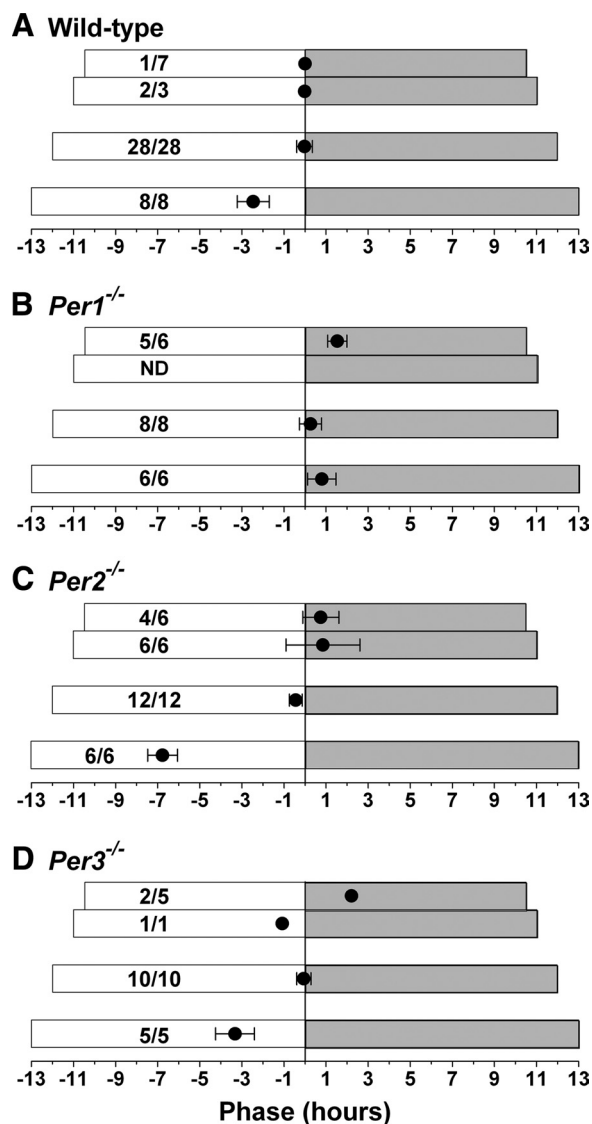 A Wild-type
1/7
2/3
28/28
8/8
-13 -11 -9 -7 -5 -3 -1 1 3 5 7 9 11 13
B Per1-/-
5/6
ND
8/8
6/6
-13 -11 -9 -7 -5 -3 -1 1 3 5 7 9 11 13
C Per2-/-
4/6
6/6
12/12
6/6
-13 -11 -9 -7 -5 -3 -1 1 3 5 7 9 11 13
D Per3-/-
2/5
1/1
10/10
5/5
-13 -11 -9 -7 -5 -3 -1 1 3 5 7 9 11 13
Phase (hours)